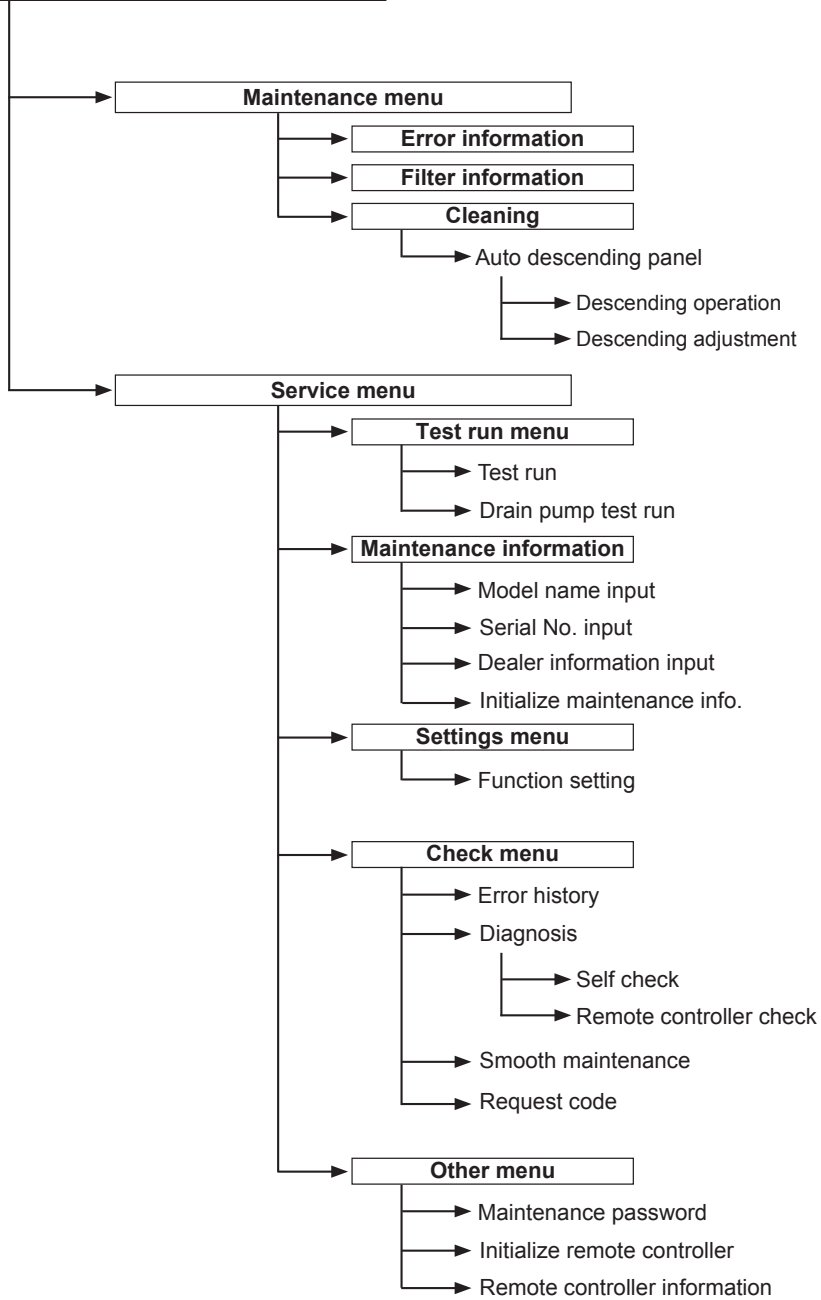 Maintenance menu
Error information
Filter information
Cleaning
Auto descending panel
Descending operation
Descending adjustment
Service menu
Test run menu
Test run
Drain pump test run
Maintenance information
Model name input
Serial No. input
Dealer information input
Initialize maintenance info.
Settings menu
Function setting
Check menu
Error history
Diagnosis
Self check
Remote controller check
Smooth maintenance
Request code
Other menu
Maintenance password
Initialize remote controller
Remote controller information